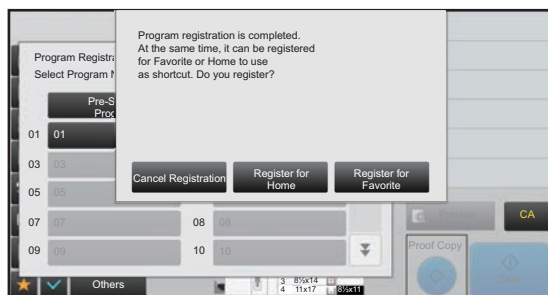 Program registration is completed.
At the same time, it can be registered
for Favorite or Home to use
as shortcut. Do you register?
Cancel Registration
Register for
Home
Register for
Favorite
Program Registra
Select Program N
Pre-S
Prog
01 01
03 03
05 05
07 07 08 08
09 09 10 10
Preview
CA
Proof Copy
Start
Others
3 8½x14
4 11x17
8½x11